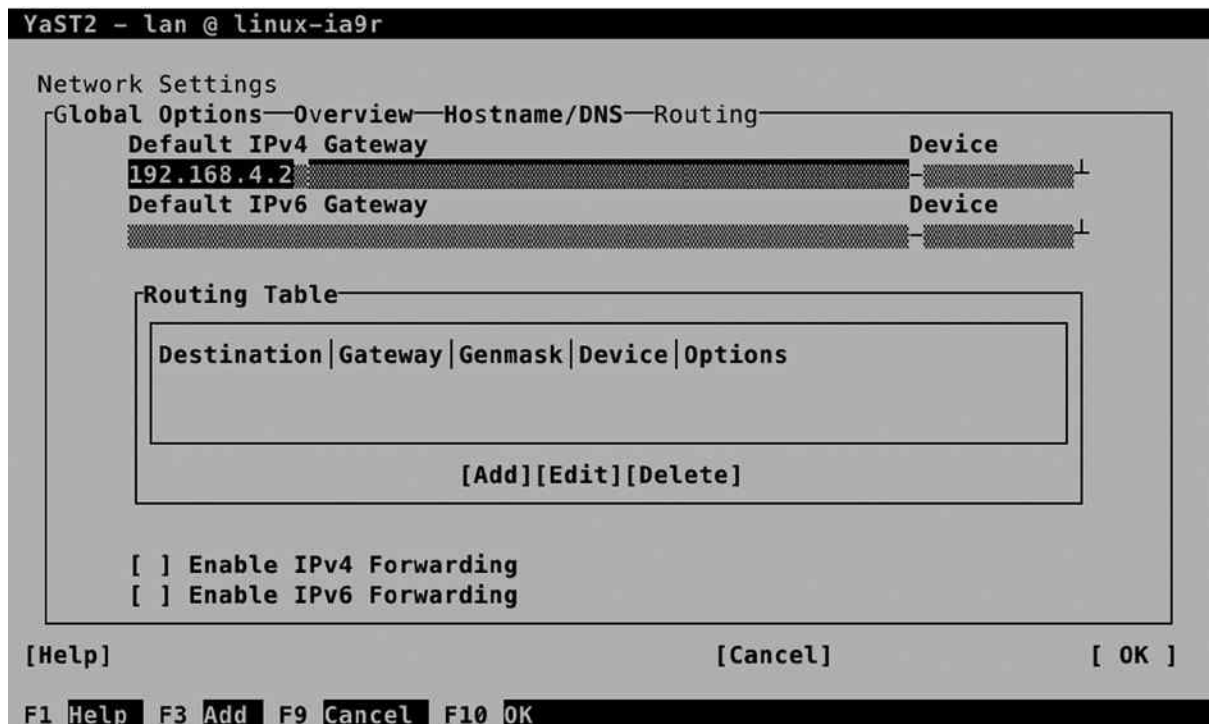 YaST2 - lan @ linux-ia9r
Network Settings
Global Options Overview Hostname/DNS Routing
Default IPv4 Gateway Device
192.168.4.2
Default IPv6 Gateway Device
Routing Table
Destination|Gateway|Genmask|Device|Options
[Add][Edit][Delete]
[ ] Enable IPv4 Forwarding
[ ] Enable IPv6 Forwarding
[Help] [Cancel] [ OK ]
F1 Help F3 Add F9 Cancel F10 OK